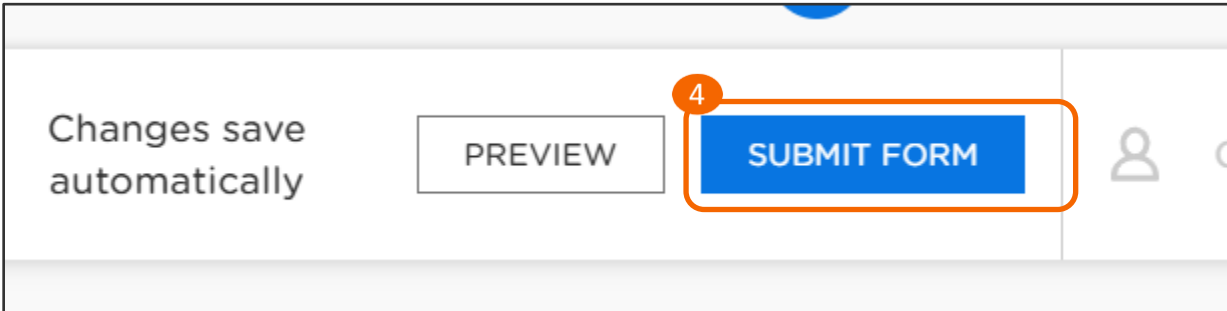 4
Changes save
automatically
PREVIEW
SUBMIT FORM